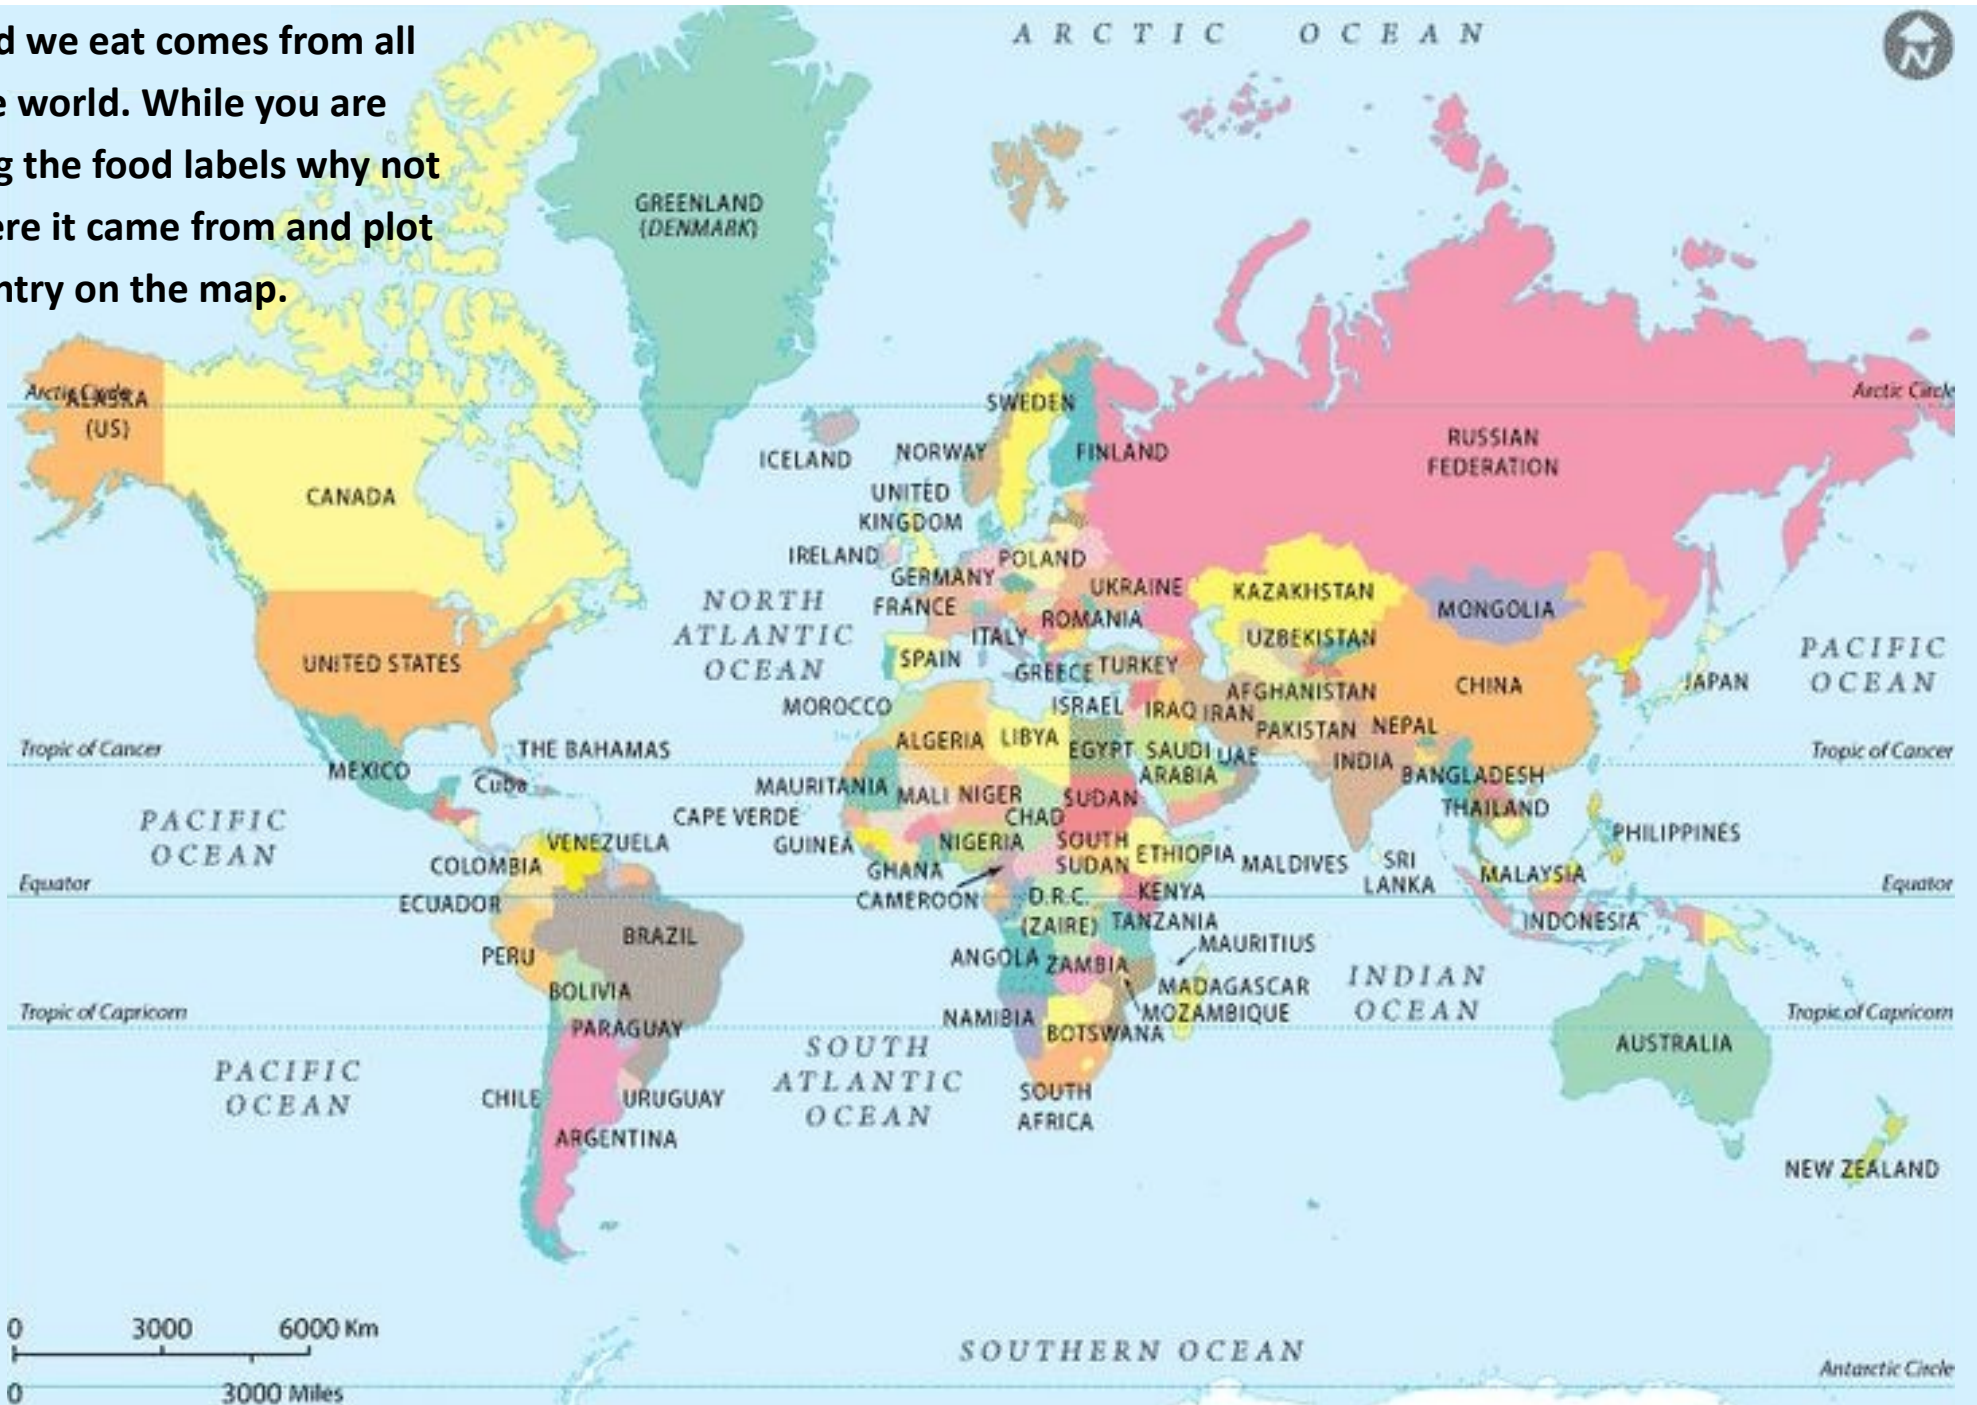 d we eat comes from all
e world. While you are
g the food labels why not
ere it came from and plot
ntry on the map.
ARCTIC OCEAN
N
GREENLAND
(DENMARK)
Arctic Circle
ALASKA
(US)
Arctic Circle
SWEDEN
ICELAND
NORWAY
FINLAND
RUSSIAN
FEDERATION
CANADA
UNITED
KINGDOM
IRELAND
POLAND
GERMANY
UKRAINE
KAZAKHSTAN
MONGOLIA
NORTH
ATLANTIC
OCEAN
FRANCE
ROMANIA
ITALY
UZBEKISTAN
UNITED STATES
SPAIN
GREECE
TURKEY
CHINA
JAPAN
PACIFIC
OCEAN
MOROCCO
ISRAEL
IRAQ
IRAN
AFGHANISTAN
PAKISTAN
NEPAL
Tropic of Cancer
THE BAHAMAS
ALGERIA
LIBYA
EGYPT
SAUDI
ARABIA
UAE
INDIA
BANGLADESH
Tropic of Cancer
MEXICO
Cuba
MAURITANIA
MALI
NIGER
CHAD
SUDAN
THAILAND
PACIFIC
OCEAN
CAPE VERDE
VENEZUELA
GUINEA
NIGERIA
SOUTH
SUDAN
ETHIOPIA
MALDIVES
SRI
LANKA
PHILIPPINES
COLOMBIA
GHANA
MALAYSIA
Equator
ECUADOR
CAMEROON
D.R.C.
(ZAIRE)
KENYA
Equator
BRAZIL
TANZANIA
INDONESIA
PERU
ANGOLA
ZAMBIA
MAURITIUS
INDIAN
OCEAN
BOLIVIA
MADAGASCAR
MOZAMBIQUE
Tropic of Capricorn
PARAGUAY
NAMIBIA
BOTSWANA
Tropic of Capricorn
AUSTRALIA
PACIFIC
OCEAN
SOUTH
ATLANTIC
OCEAN
CHILE
URUGUAY
SOUTH
AFRICA
ARGENTINA
NEW ZEALAND
0 3000 6000 Km
0 3000 Miles
SOUTHERN OCEAN
Antarctic Circle